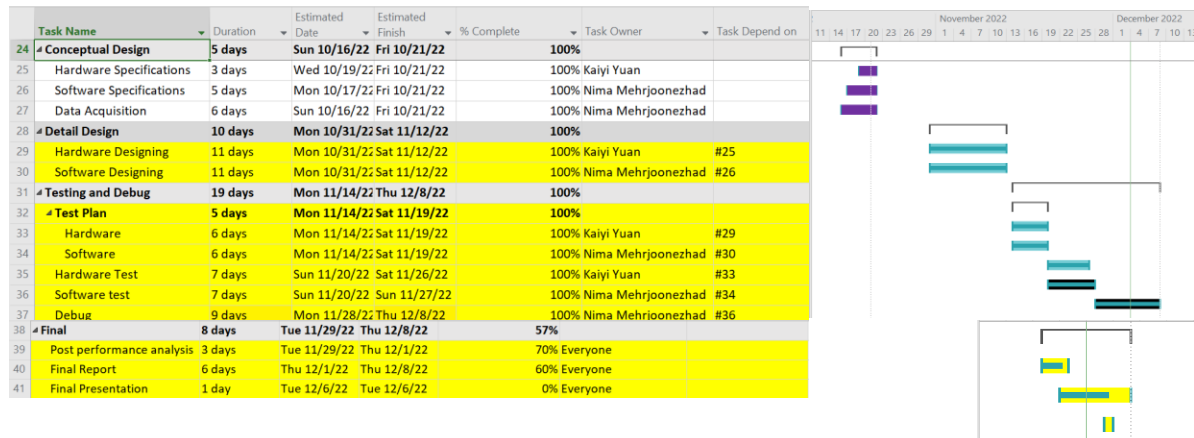 Task Name Duration Estimated Date Estimated Finish % Complete Task Owner Task Depend on
November 2022 December 2022
11 14 17 20 23 26 29 1 4 7 10 13 16 19 22 25 28 1 4 7 10 13
24 Conceptual Design 5 days Sun 10/16/22 Fri 10/21/22 100%
25 Hardware Specifications 3 days Wed 10/19/22 Fri 10/21/22 100% Kaiyi Yuan
26 Software Specifications 5 days Mon 10/17/22 Fri 10/21/22 100% Nima Mehrjoonezhad
27 Data Acquisition 6 days Sun 10/16/22 Fri 10/21/22 100% Nima Mehrjoonezhad
28 Detail Design 10 days Mon 10/31/22 Sat 11/12/22 100%
29 Hardware Designing 11 days Mon 10/31/22 Sat 11/12/22 100% Kaiyi Yuan #25
30 Software Designing 11 days Mon 10/31/22 Sat 11/12/22 100% Nima Mehrjoonezhad #26
31 Testing and Debug 19 days Mon 11/14/22 Thu 12/8/22 100%
32 Test Plan 5 days Mon 11/14/22 Sat 11/19/22 100%
33 Hardware 6 days Mon 11/14/22 Sat 11/19/22 100% Kaiyi Yuan #29
34 Software 6 days Mon 11/14/22 Sat 11/19/22 100% Nima Mehrjoonezhad #30
35 Hardware Test 7 days Sun 11/20/22 Sat 11/26/22 100% Kaiyi Yuan #33
36 Software test 7 days Sun 11/20/22 Sun 11/27/22 100% Nima Mehrjoonezhad #34
37 Debug 9 days Mon 11/28/22 Thu 12/8/22 100% Nima Mehrjoonezhad #36
38 Final 8 days Tue 11/29/22 Thu 12/8/22 57%
39 Post performance analysis 3 days Tue 11/29/22 Thu 12/1/22 70% Everyone
40 Final Report 6 days Thu 12/1/22 Thu 12/8/22 60% Everyone
41 Final Presentation 1 day Tue 12/6/22 Tue 12/6/22 0% Everyone